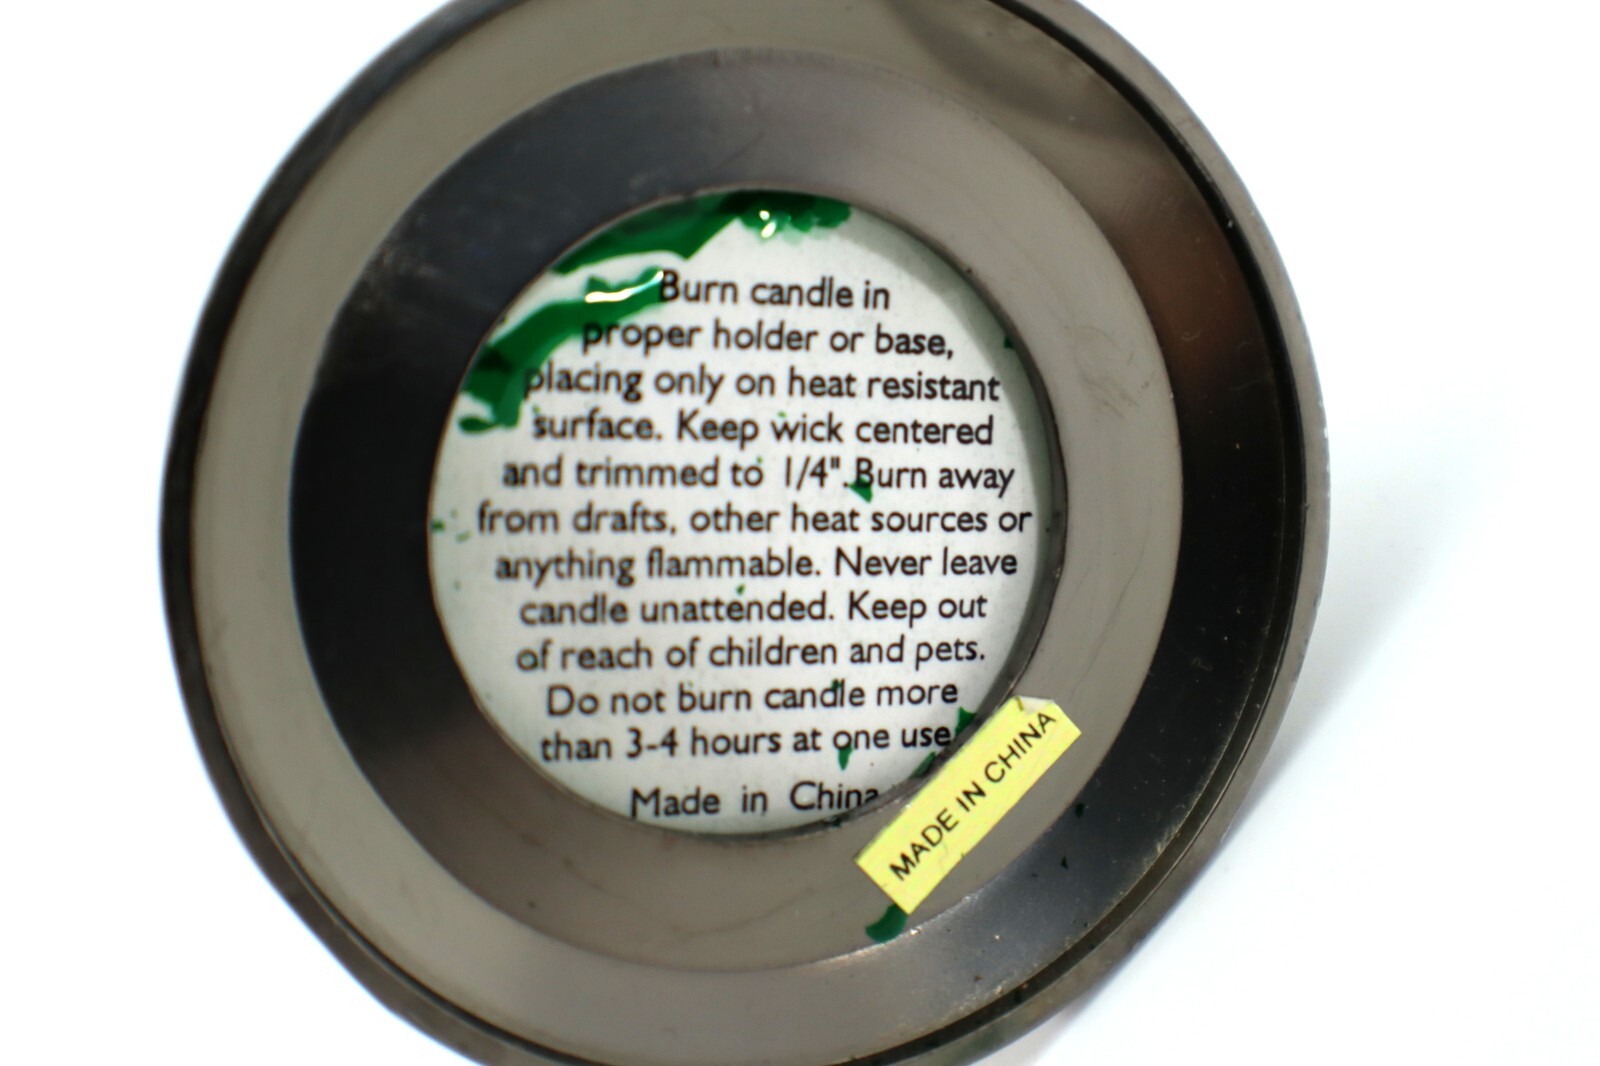 Burn candle in
proper holder or base,
placing only on heat resistant
surface. Keep wick centered
and trimmed to 1/4". Burn away
from drafts, other heat sources or
anything flammable. Never leave
candle unattended. Keep out
of reach of children and pets.
Do not burn candle more
than 3-4 hours at one use
Made in China
MADE IN CHINA